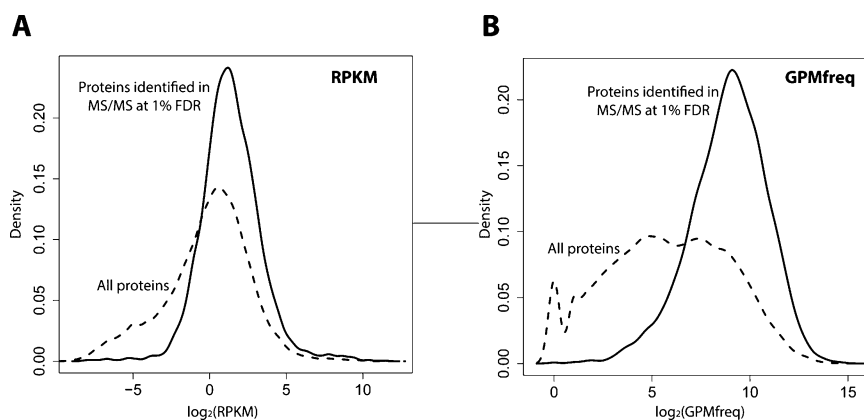 A
RPKM
Proteins identified in
MS/MS at 1% FDR
All proteins
Density
0.00
0.05
0.10
0.15
0.20
−5
0
5
10
log2(RPKM)
B
GPMfreq
Proteins identified in
MS/MS at 1% FDR
All proteins
Density
0.00
0.05
0.10
0.15
0.20
0
5
10
15
log2(GPMfreq)